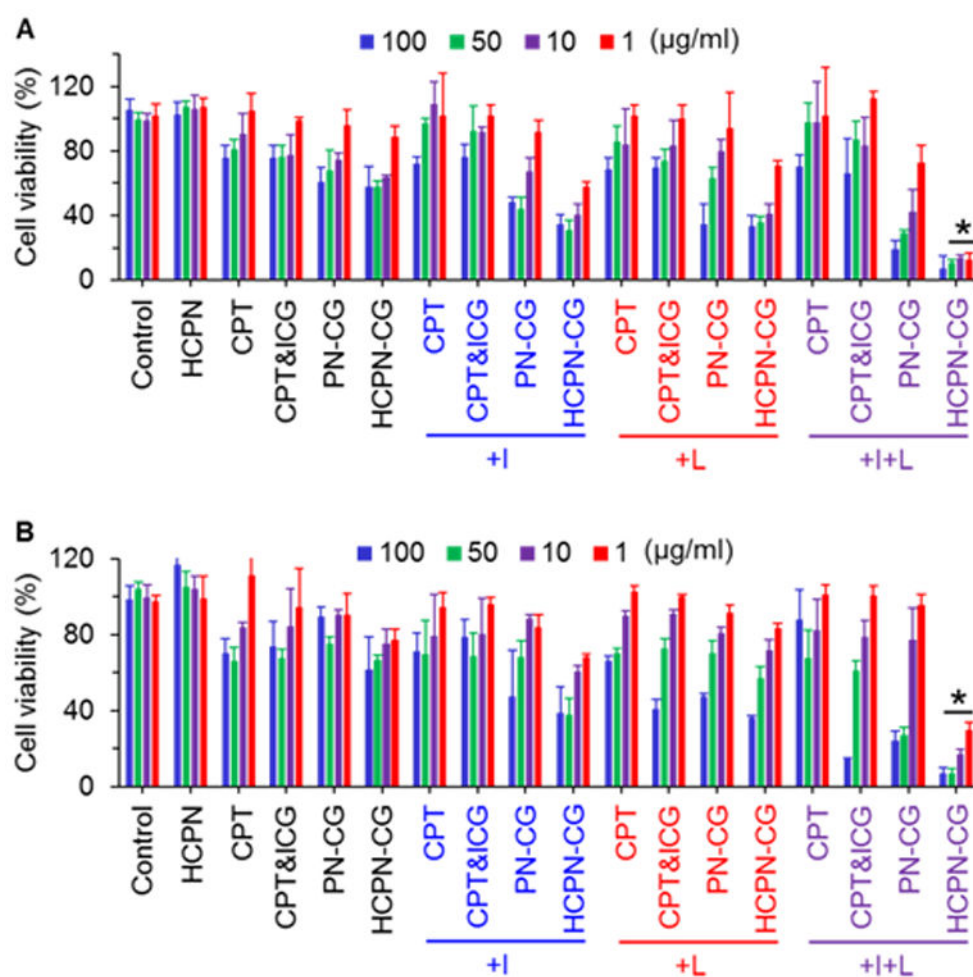 A
100 50 10 1 (µg/ml)
Cell viability (%)
120
80
40
0
Control
HCPN
CPT
CPT&ICG
PN-CG
HCPN-CG
CPT
CPT&ICG
PN-CG
HCPN-CG
CPT
CPT&ICG
PN-CG
HCPN-CG
CPT
CPT&ICG
PN-CG
HCPN-CG
*
+I
+L
+I+L
B
100 50 10 1 (µg/ml)
Cell viability (%)
120
80
40
0
Control
HCPN
CPT
CPT&ICG
PN-CG
HCPN-CG
CPT
CPT&ICG
PN-CG
HCPN-CG
CPT
CPT&ICG
PN-CG
HCPN-CG
CPT
CPT&ICG
PN-CG
HCPN-CG
*
+I
+L
+I+L